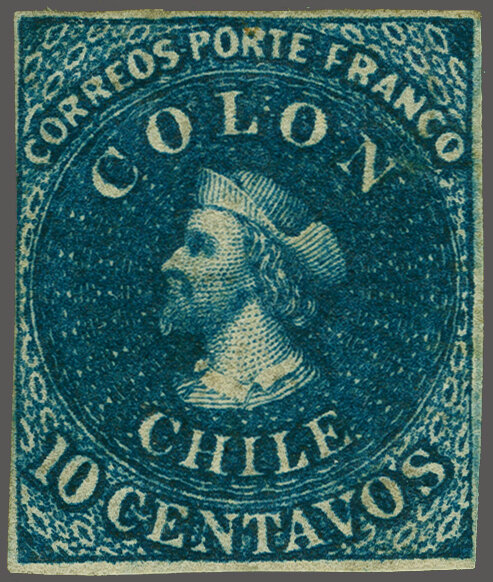 CORREOS PORTE FRANCO
COLON
CHILE
10 CENTAVOS